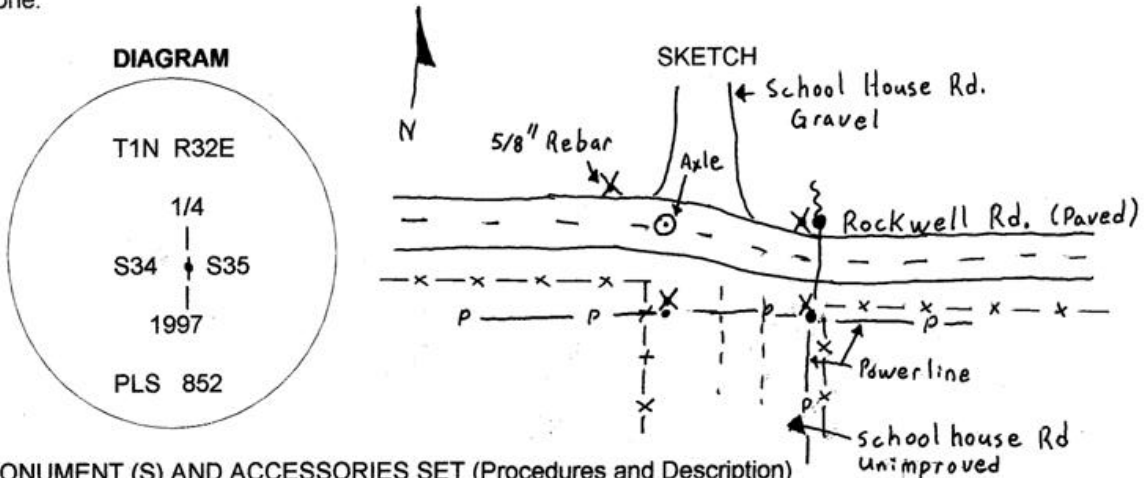 one.
DIAGRAM
T1N R32E
1/4
S34 S35
1997
PLS 852
SKETCH
N
School House Rd.
Gravel
5/8" Rebar
Axle
Rockwell Rd. (Paved)
P P P P
Powerline
P
School house Rd
unimproved
ONUMENT (S) AND ACCESSORIES SET (Procedures and Description)